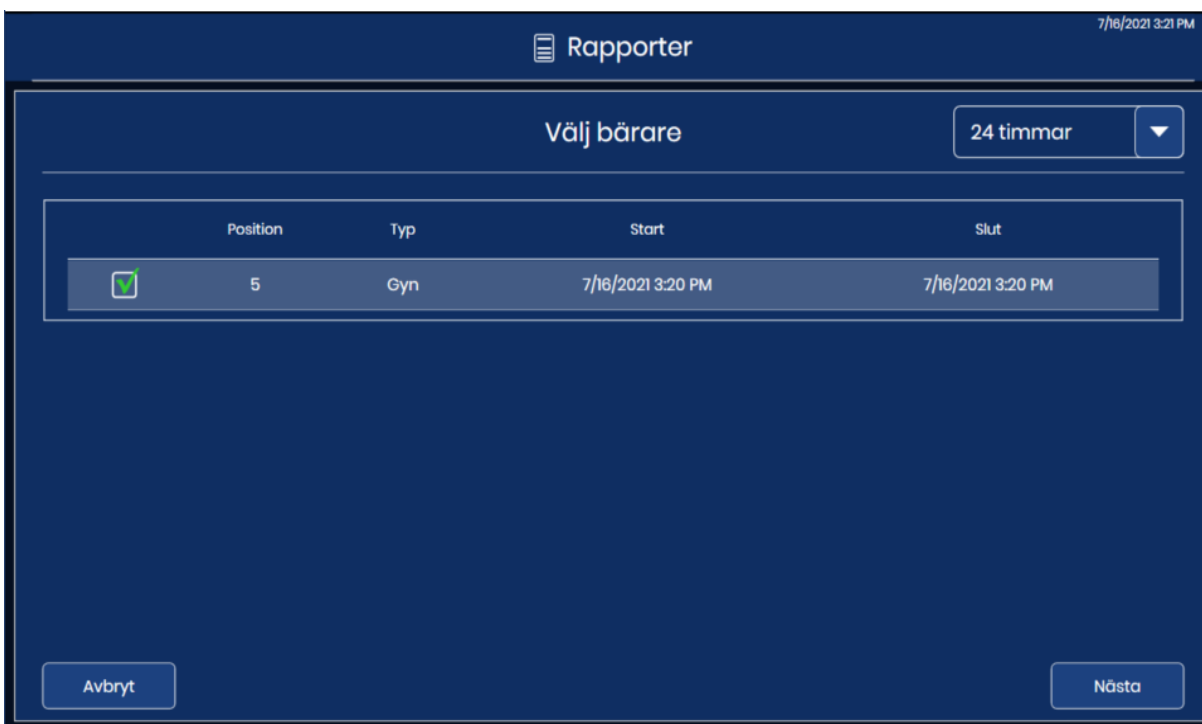 7/16/2021 3:21 PM
Rapporter
Välj bärare
24 timmar
Position Typ Start Slut
5 Gyn 7/16/2021 3:20 PM 7/16/2021 3:20 PM
Avbryt Nästa